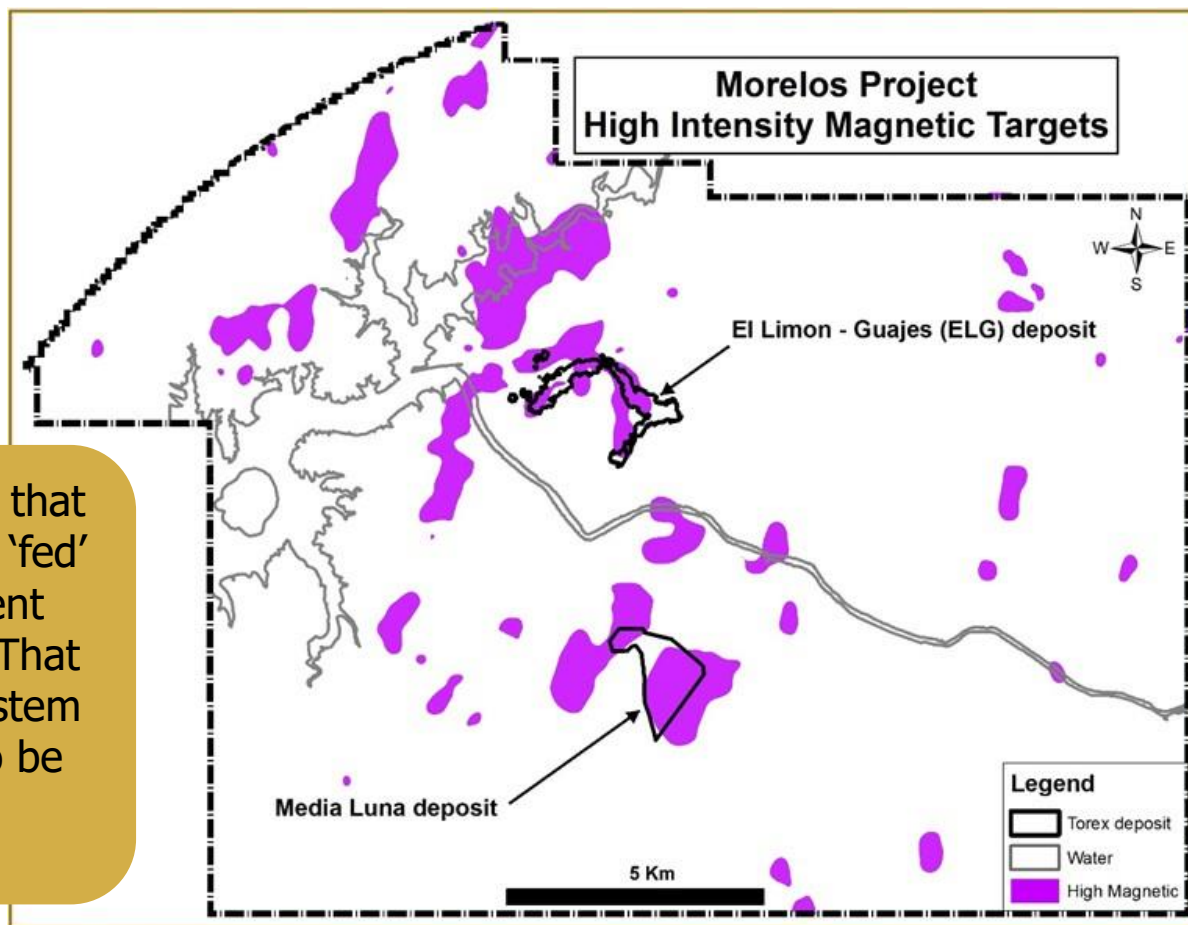 Morelos Project
High Intensity Magnetic Targets
N
W E
S
El Limon - Guajes (ELG) deposit
that
‘fed’
ent
That
stem
o be
Media Luna deposit
5 Km
Legend
Torex deposit
Water
High Magnetic